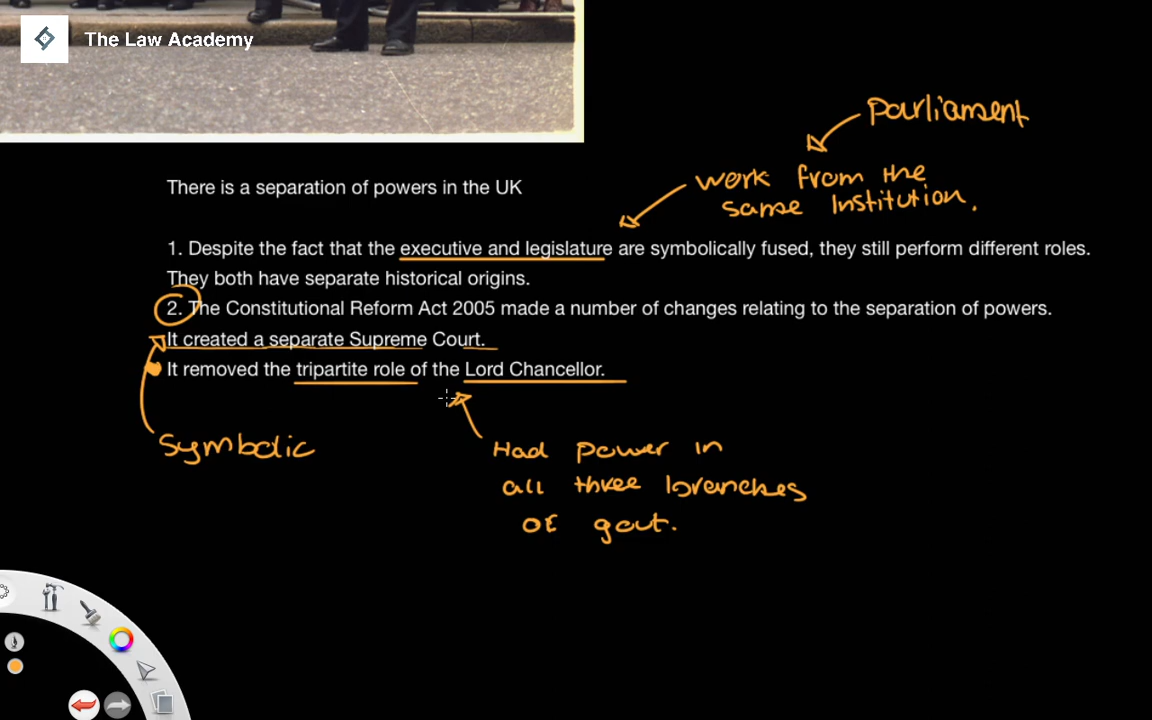 The Law Academy
Parliament
work from the
same Institution.
There is a separation of powers in the UK
1. Despite the fact that the executive and legislature are symbolically fused, they still perform different roles.
They both have separate historical origins.
2. The Constitutional Reform Act 2005 made a number of changes relating to the separation of powers.
It created a separate Supreme Court.
It removed the tripartite role of the Lord Chancellor.
Symbolic
Had power in
all three branches
of govt.